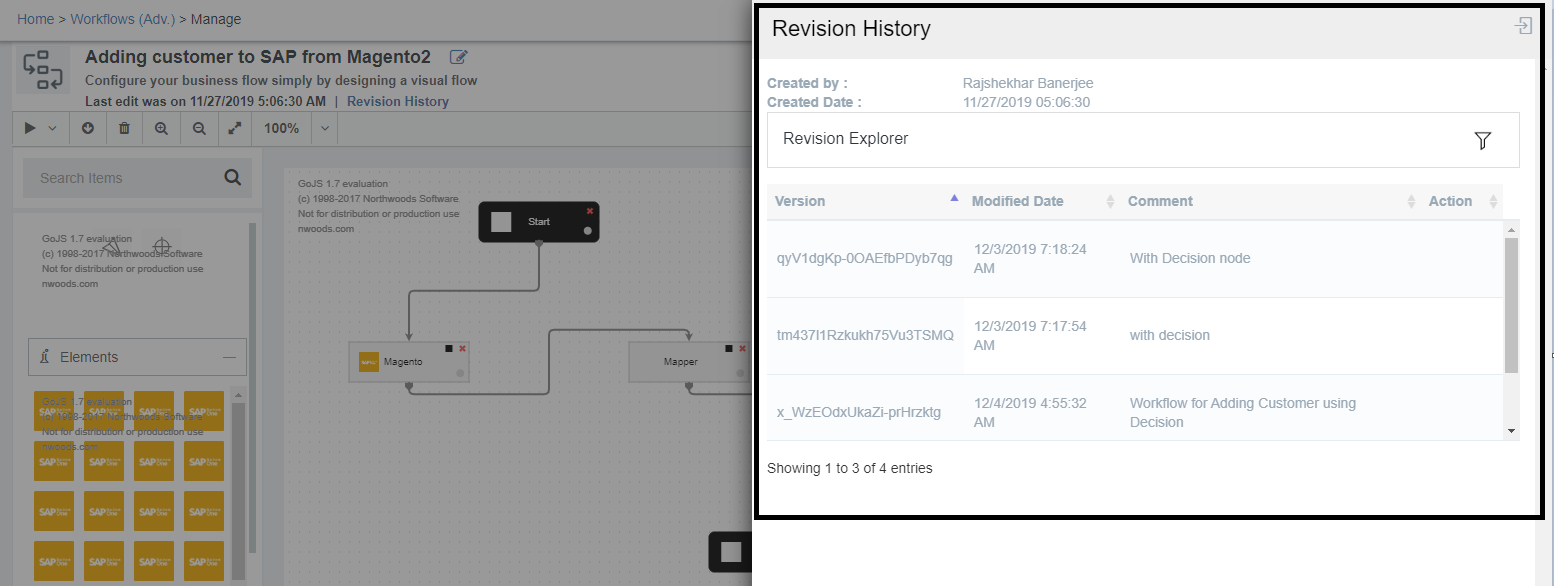 Home > Workflows (Adv.) > Manage
Adding customer to SAP from Magento2
Configure your business flow simply by designing a visual flow
Last edit was on 11/27/2019 5:06:30 AM | Revision History
100%
Search Items
GoJS 1.7 evaluation
(c) 1998-2017 Northwoods Software
Not for distribution or production use
nwoods.com
Elements
GoJS 1.7 evaluation
(c) 1998-2017 Northwoods Software
Not for distribution or production use
nwoods.com
SAP SAP SAP SAP
SAP SAP SAP SAP
SAP SAP SAP SAP
SAP SAP SAP SAP
GoJS 1.7 evaluation
(c) 1998-2017 Northwoods Software
Not for distribution or production use
nwoods.com
Start
Magento
Mapper
Revision History
Created by : Rajshekhar Banerjee
Created Date : 11/27/2019 05:06:30
Revision Explorer
Version Modified Date Comment Action
qyV1dgKp-0OAEfbPDyb7qg 12/3/2019 7:18:24 AM With Decision node
tm437I1Rzkukh75Vu3TSMQ 12/3/2019 7:17:54 AM with decision
x_WzEOdxUkaZi-prHrzktg 12/4/2019 4:55:32 AM Workflow for Adding Customer using
Decision
Showing 1 to 3 of 4 entries